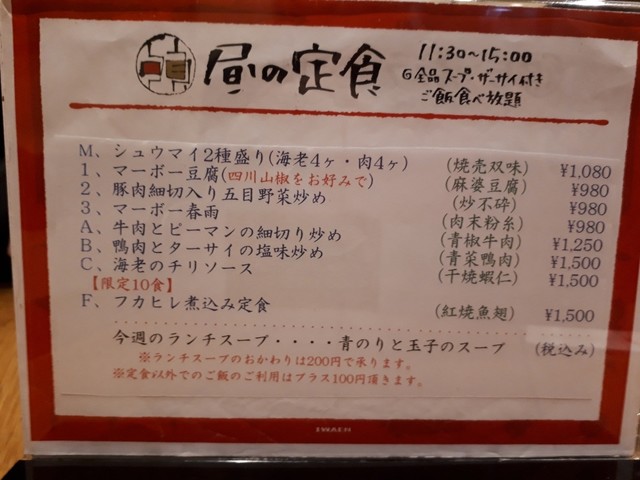 昼の定食
11:30~15:00
全品スープ・ザーサイ付き
ご飯食べ放題
M、シュウマイ2種盛り(海老4ヶ・肉4ヶ) (焼売双味) ¥1,080
1、マーボー豆腐(四川山椒をお好みで) (麻婆豆腐) ¥980
2、豚肉細切入り五目野菜炒め (炒不砕) ¥980
3、マーボー春雨 (肉末粉糸) ¥980
A、牛肉とピーマンの細切り炒め (青椒牛肉) ¥1,250
B、鴨肉とターサイの塩味炒め (青菜鴨肉) ¥1,500
C、海老のチリソース (干焼蝦仁) ¥1,500
【限定10食】
F、フカヒレ煮込み定食 (紅焼魚翅) ¥1,500
今週のランチスープ・・・・青のりと玉子のスープ (税込み)
※ランチスープのおかわりは200円で承ります。
※定食以外でのご飯のご利用はプラス100円頂きます。